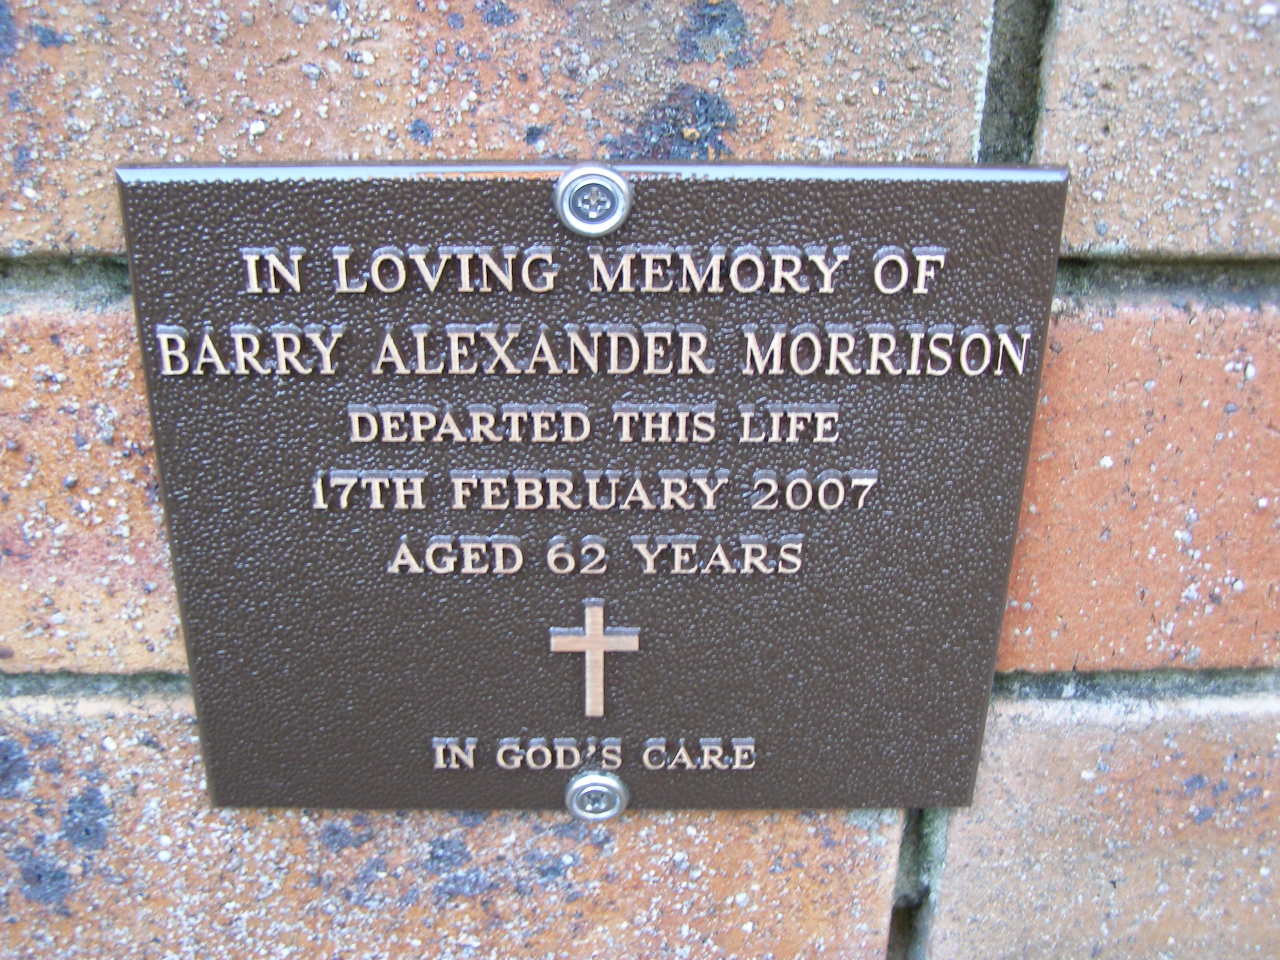 IN LOVING MEMORY OF
BARRY ALEXANDER MORRISON
DEPARTED THIS LIFE
17TH FEBRUARY 2007
AGED 62 YEARS
IN GOD'S CARE